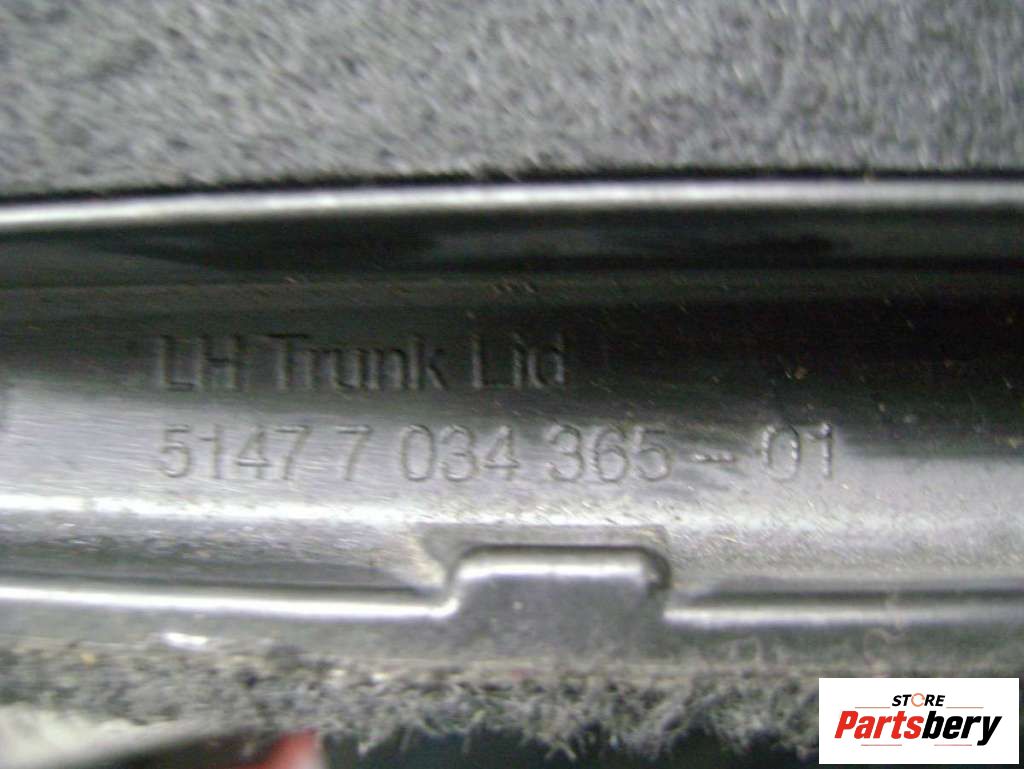 LH Trunk Lid
5147 7 034 365 - 01
STORE
Partsbery